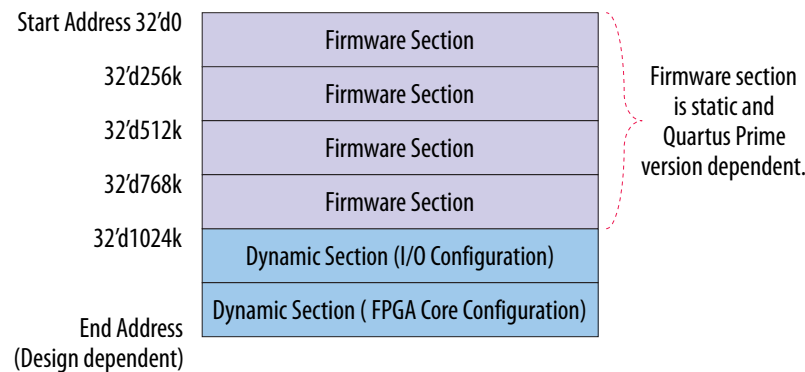 Start Address 32'd0
Firmware Section
32'd256k
Firmware Section
32'd512k
Firmware Section
32'd768k
Firmware Section
32'd1024k
Dynamic Section (I/O Configuration)
Dynamic Section ( FPGA Core Configuration)
End Address
(Design dependent)
Firmware section
is static and
Quartus Prime
version dependent.